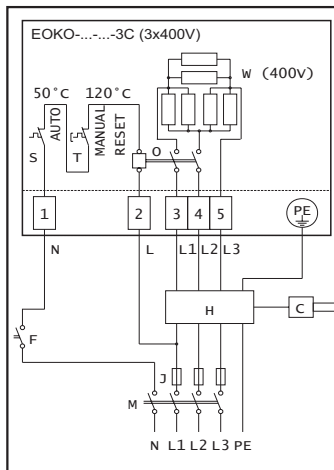 EOKO-...-...-3C (3x400V)
W (400V)
50°C 120°C
AUTO
MANUAL
RESET
S T O
1 2 3 4 5 PE
N L L1 L2 L3
H C
F
J
M
N L1 L2 L3 PE